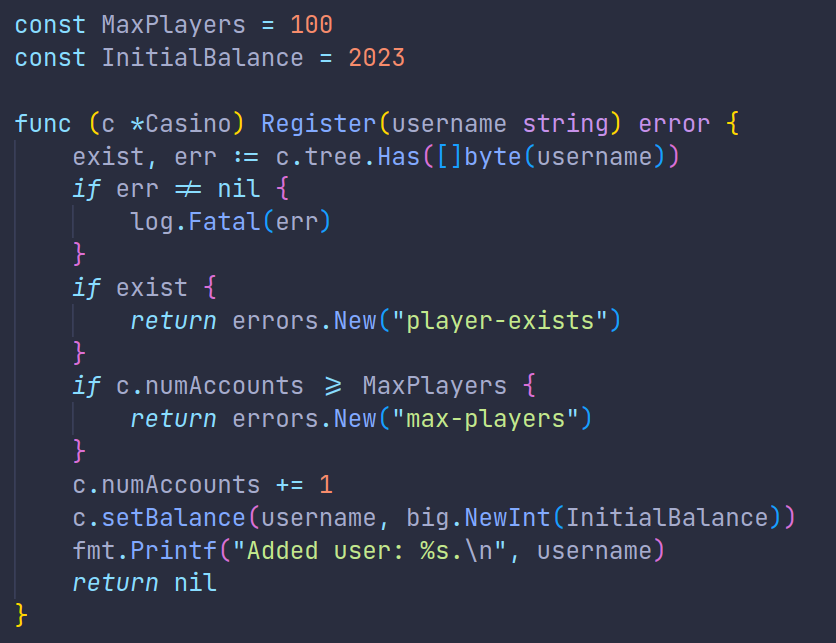 const MaxPlayers = 100
const InitialBalance = 2023

func (c *Casino) Register(username string) error {
    exist, err := c.tree.Has([]byte(username))
    if err != nil {
        log.Fatal(err)
    }
    if exist {
        return errors.New("player-exists")
    }
    if c.numAccounts >= MaxPlayers {
        return errors.New("max-players")
    }
    c.numAccounts += 1
    c.setBalance(username, big.NewInt(InitialBalance))
    fmt.Printf("Added user: %s.\n", username)
    return nil
}